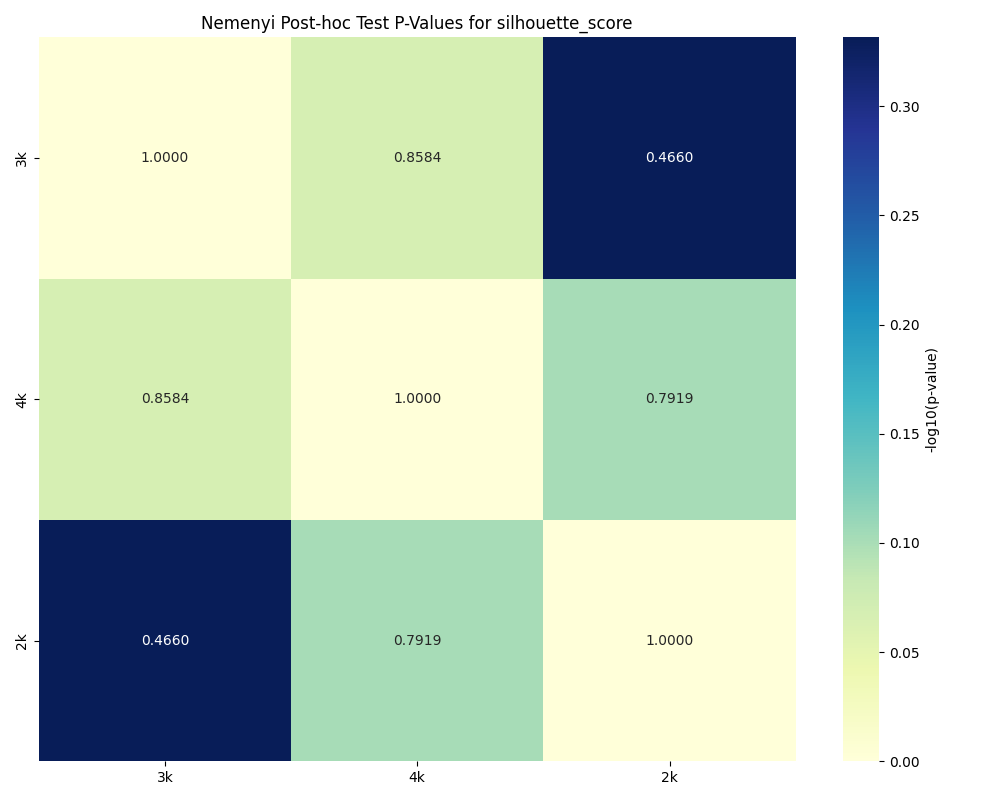 Nemenyi Post-hoc Test P-Values for silhouette_score
3k
1.0000
0.8584
0.4660
4k
0.8584
1.0000
0.7919
2k
0.4660
0.7919
1.0000
3k
4k
2k
0.30
0.25
0.20
0.15
0.10
0.05
0.00
-log10(p-value)